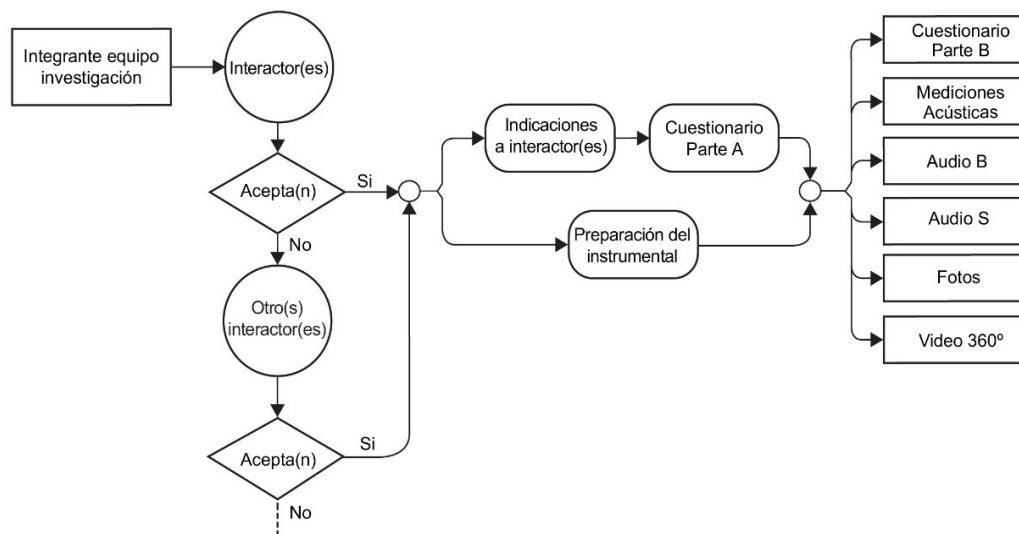 Integrante equipo
investigación
Interactor(es)
Acepta(n)
Si
No
Otro(s)
interactor(es)
Acepta(n)
Si
No
Indicaciones
a interactor(es)
Cuestionario
Parte A
Preparación del
instrumental
Cuestionario
Parte B
Mediciones
Acústicas
Audio B
Audio S
Fotos
Video 360º